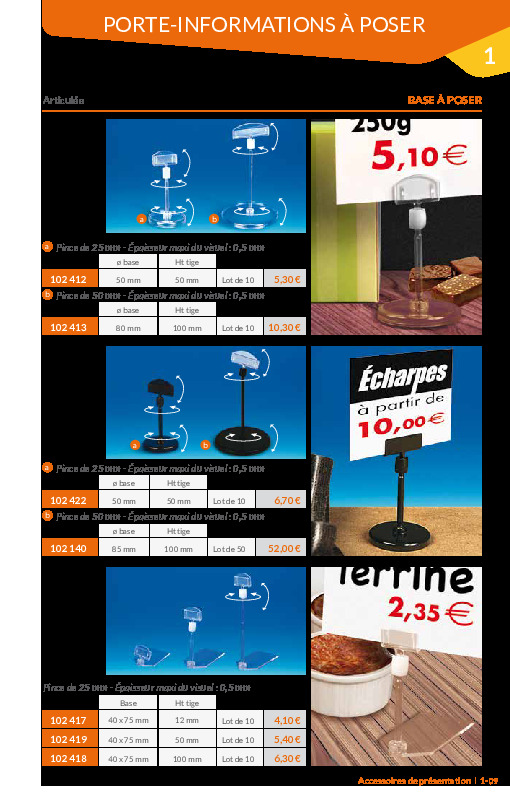 PORTE-INFORMATIONS À POSER
1
Articulés
BASE À POSER
a
b
250g
5,10 €
a Pince de 25 mm - Épaisseur maxi du visuel : 0,5 mm
ø base Ht tige
102 412 50 mm 50 mm Lot de 10 5,30 €
b Pince de 50 mm - Épaisseur maxi du visuel : 0,5 mm
ø base Ht tige
102 413 80 mm 100 mm Lot de 10 10,30 €
a
b
Écharpes
à partir de
10,00€
a Pince de 25 mm - Épaisseur maxi du visuel : 0,5 mm
ø base Ht tige
102 422 50 mm 50 mm Lot de 10 6,70 €
b Pince de 50 mm - Épaisseur maxi du visuel : 0,5 mm
ø base Ht tige
102 140 85 mm 100 mm Lot de 50 52,00 €
Terrine
2,35 €
Pince de 25 mm - Épaisseur maxi du visuel : 0,5 mm
Base Ht tige
102 417 40 x 75 mm 12 mm Lot de 10 4,10 €
102 419 40 x 75 mm 50 mm Lot de 10 5,40 €
102 418 40 x 75 mm 100 mm Lot de 10 6,30 €
Accessoires de présentation | 1-09